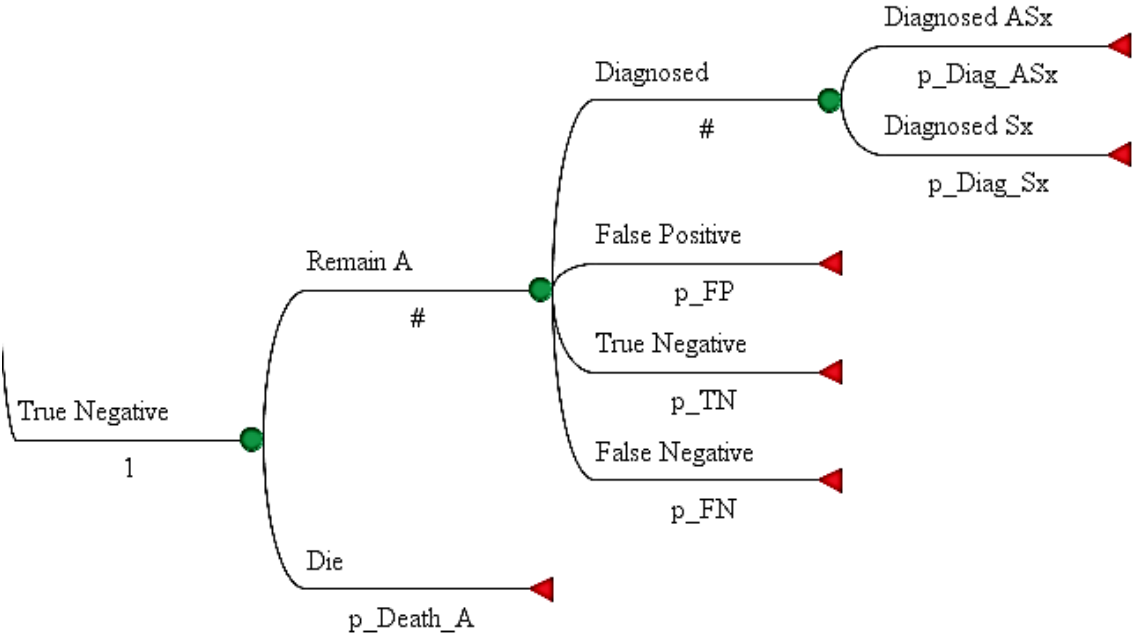 Diagnosed ASx
p_Diag_ASx
Diagnosed
#
Diagnosed Sx
p_Diag_Sx
False Positive
p_FP
Remain A
#
True Negative
p_TN
True Negative
1
False Negative
p_FN
Die
p_Death_A